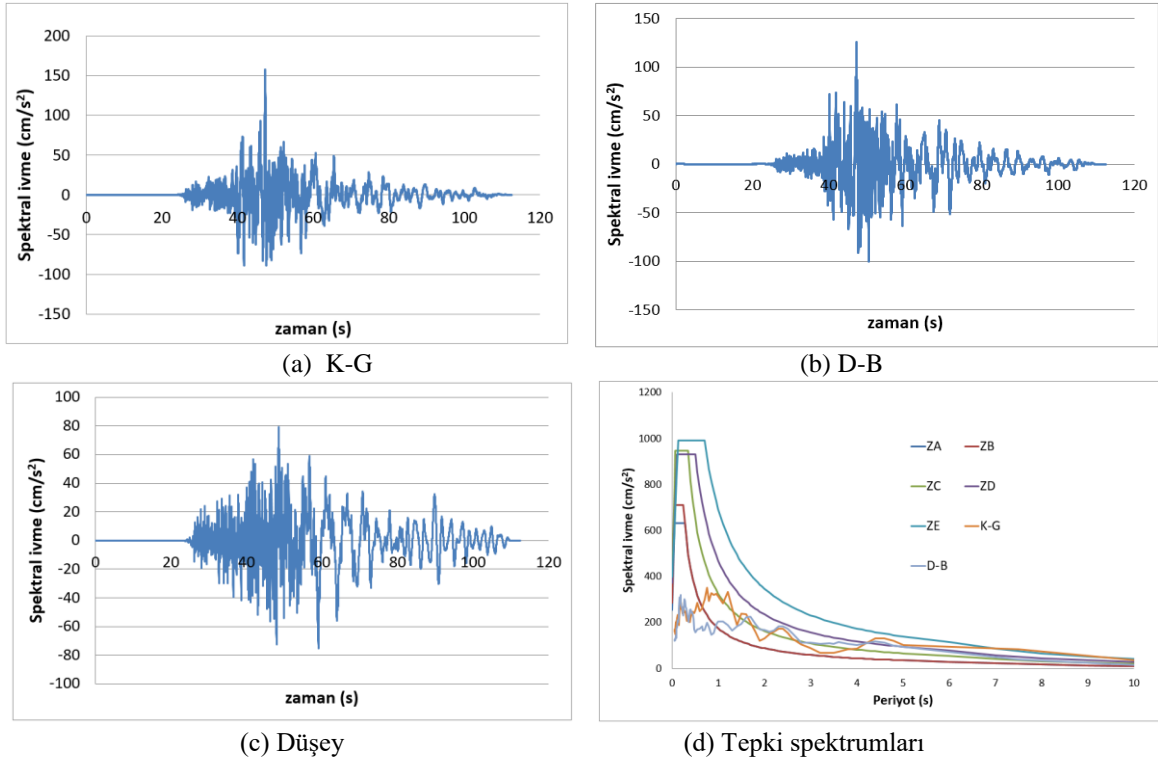 Spektral ivme (cm/s²)
200
150
100
50
0
-50
-100
-150
0 20 40 60 80 100 120
zaman (s)
(a) K-G
Spektral ivme (cm/s²)
150
100
50
0
-50
-100
-150
0 20 40 60 80 100 120
zaman (s)
(b) D-B
Spektral ivme (cm/s²)
100
80
60
40
20
0
-20
-40
-60
-80
-100
0 20 40 60 80 100 120
zaman (s)
(c) Düşey
Spektral ivme (cm/s²)
1200
1000
800
600
400
200
0
ZA ZB
ZC ZD
ZE K-G
D-B
0 1 2 3 4 5 6 7 8 9 10
Periyot (s)
(d) Tepki spektrumları